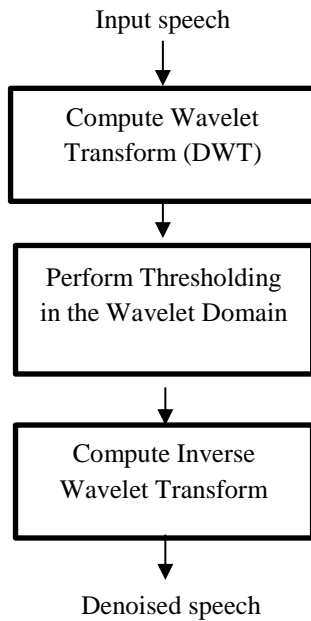 Input speech
Compute Wavelet
Transform (DWT)
Perform Thresholding
in the Wavelet Domain
Compute Inverse
Wavelet Transform
Denoised speech